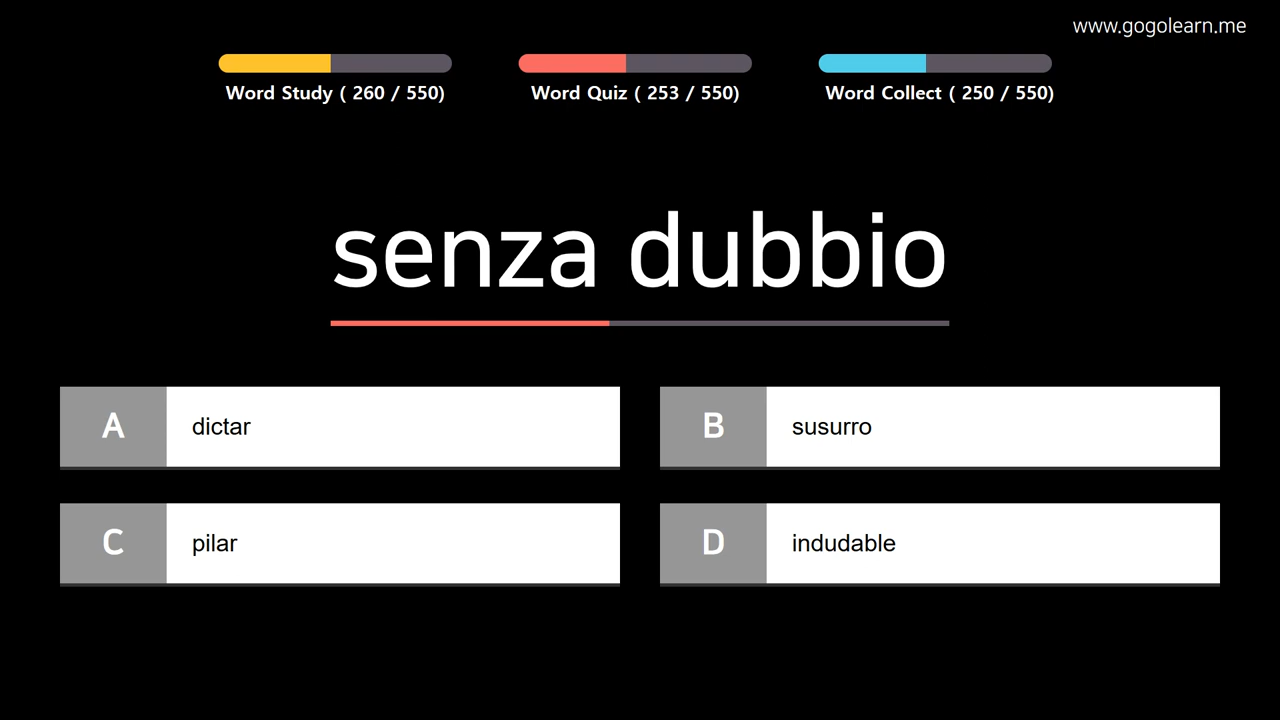 www.gogolearn.me
Word Study ( 260 / 550)
Word Quiz ( 253 / 550)
Word Collect ( 250 / 550)
senza dubbio
A dictar
B susurro
C pilar
D indudable